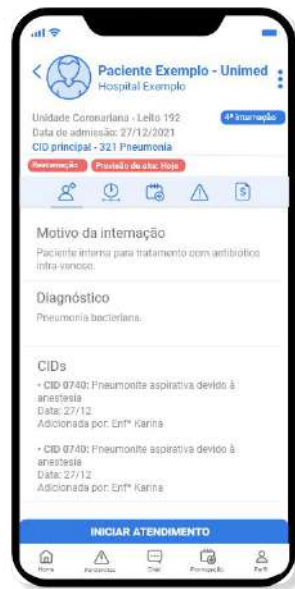 Paciente Exemplo - Unimed
Hospital Exemplo
Unidade Coronariana - Leito 192
4ª internação
Data de admissão: 27/12/2021
CID principal - 321 Pneumonia
Reinternação
Previsão de alta: Hoje
Motivo da internação
Paciente interna para tratamento com antibiótico
intra-venoso.
Diagnóstico
Pneumonia bacteriana.
CIDs
• CID 0740: Pneumonite aspirativa devido à
anestesia
Data: 27/12
Adicionada por: Enfª Karina
• CID 0740: Pneumonite aspirativa devido à
anestesia
Data: 27/12
Adicionada por: Enfª Karina
INICIAR ATENDIMENTO
Home
Chat
Perfil